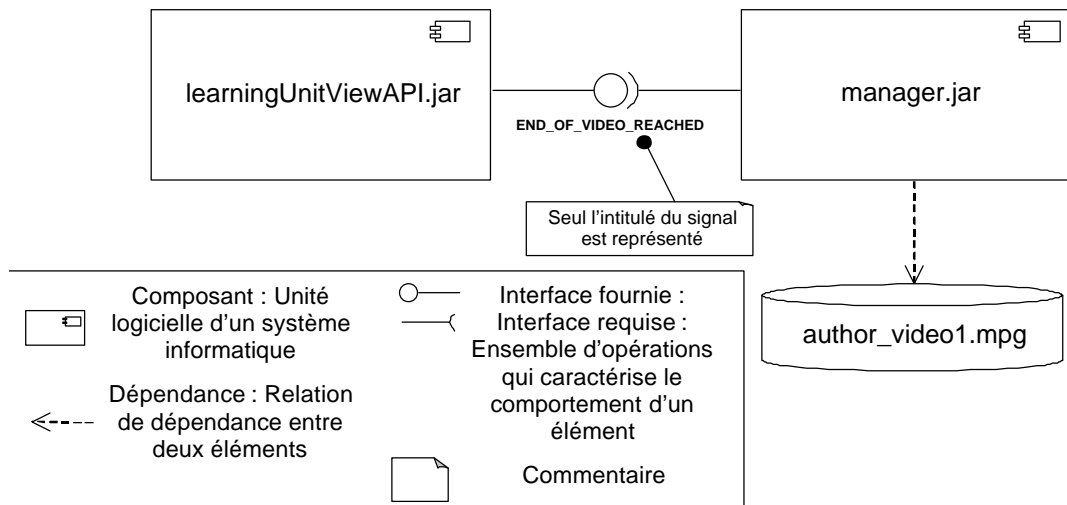 learningUnitViewAPI.jar
manager.jar
END_OF_VIDEO_REACHED
Seul l’intitulé du signal
est représenté
author_video1.mpg
Composant : Unité
logicielle d’un système
informatique
Dépendance : Relation
de dépendance entre
deux éléments
Interface fournie :
Interface requise :
Ensemble d’opérations
qui caractérise le
comportement d’un
élément
Commentaire